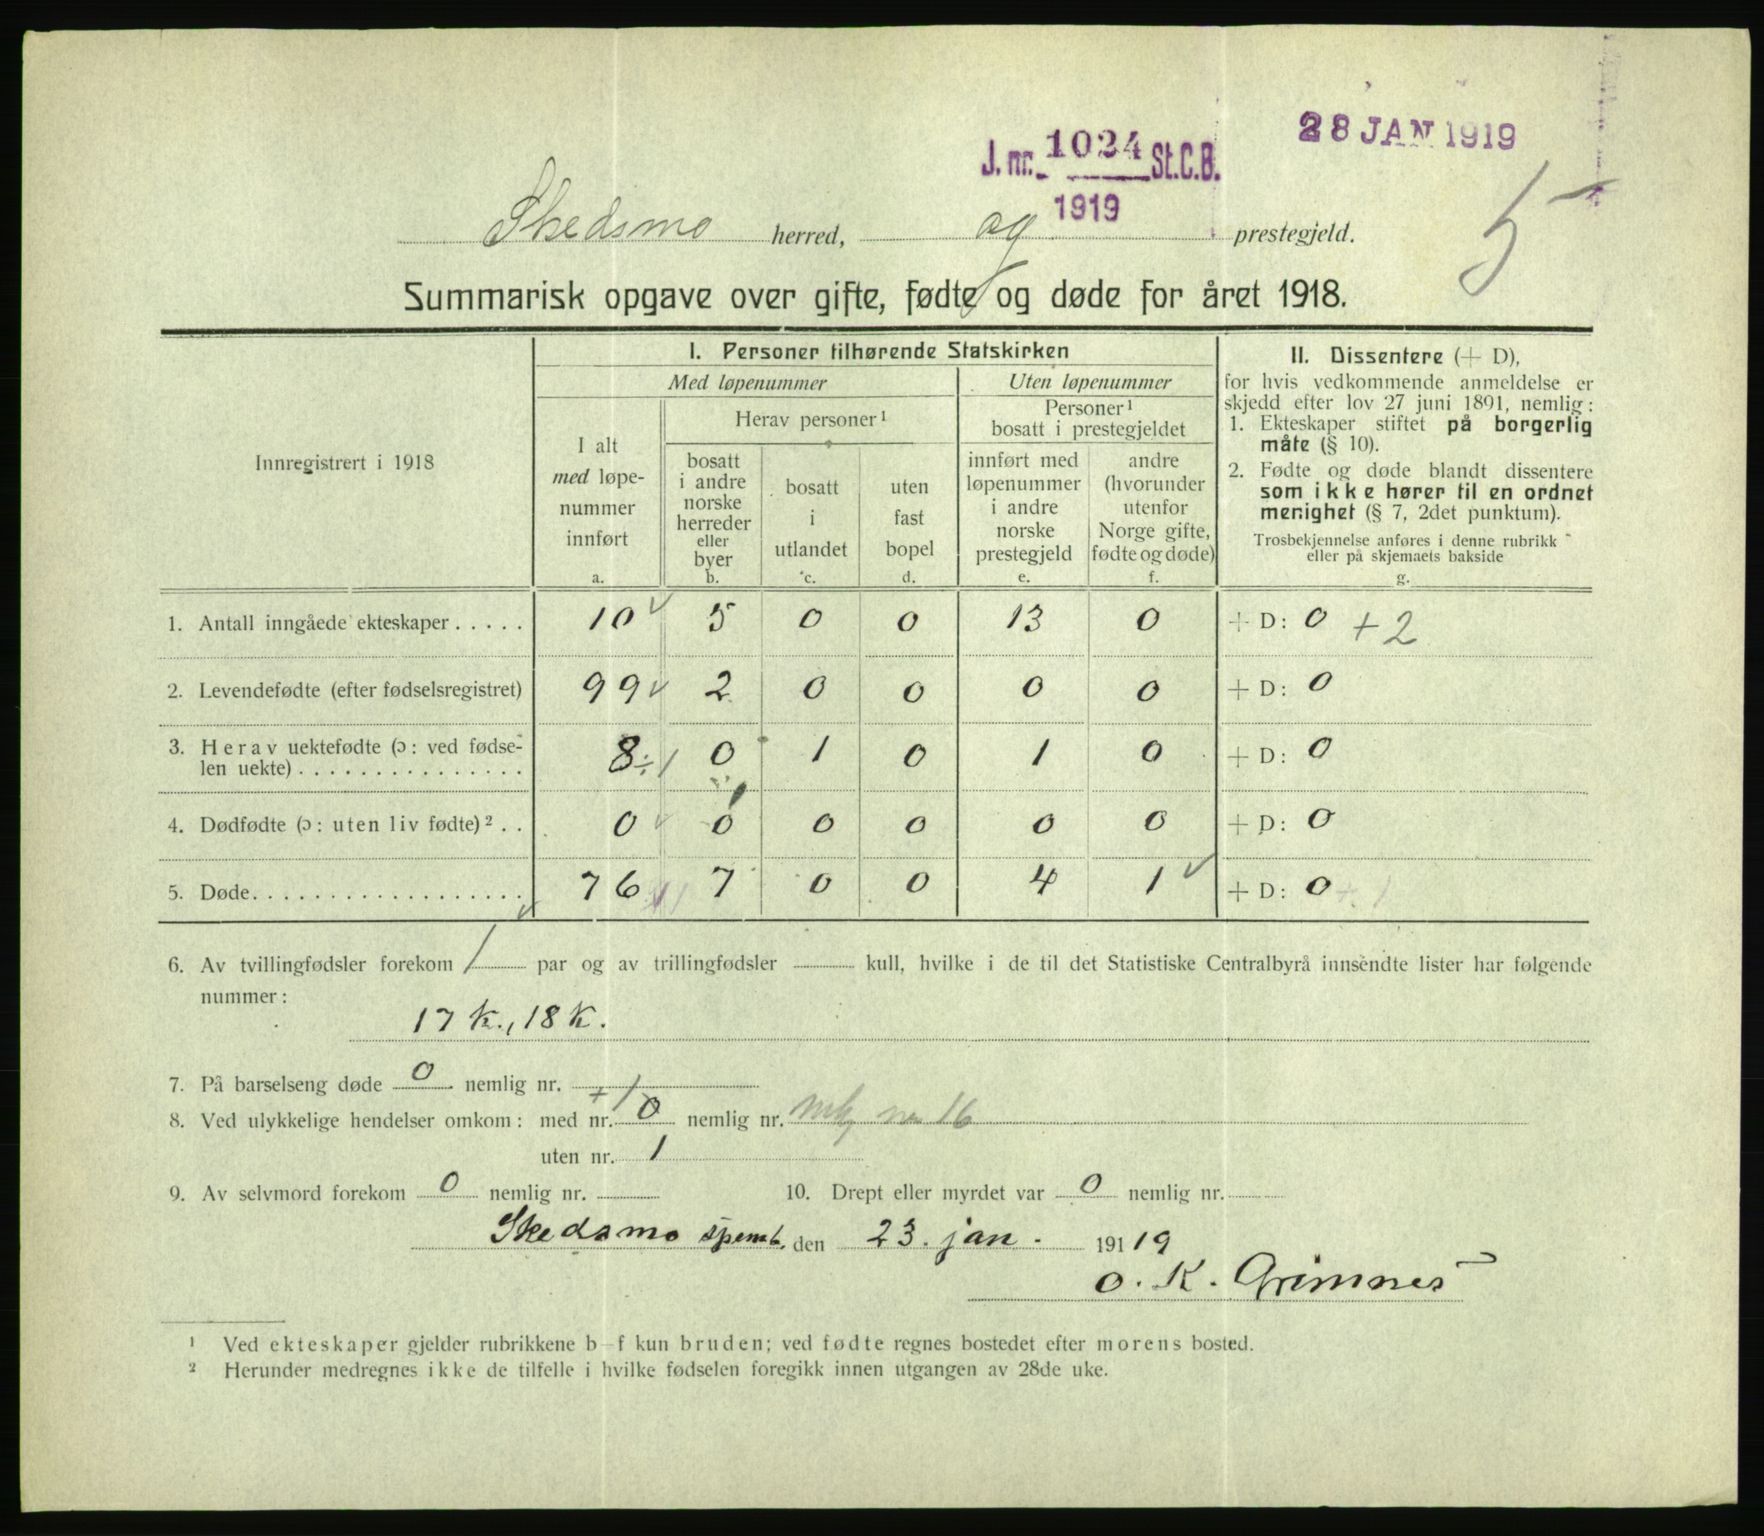 28 JAN 1919
J. nr. 1024 St.C.B.
1919
5
Skedsmo herred, og prestegjeld.
Summarisk opgave over gifte, fødte og døde for året 1918.
Innregistrert i 1918
I. Personer tilhørende Statskirken
Med løpenummer
Uten løpenummer
I alt
med løpe-
nummer
innført
a.
Herav personer¹
bosatt
i andre
norske
herreder
eller
byer
b.
bosatt
i
utlandet
c.
uten
fast
bopel
d.
Personer¹
bosatt i prestegjeldet
innført med
løpenummer
i andre
norske
prestegjeld
e.
andre
(hvorunder
utenfor
Norge gifte,
fødte og døde)
f.
II. Dissentere (+ D),
for hvis vedkommende anmeldelse er
skjedd efter lov 27 juni 1891, nemlig:
1. Ekteskaper stiftet på borgerlig
måte (§ 10).
2. Fødte og døde blandt dissentere
som ikke hører til en ordnet
menighet (§ 7, 2det punktum).
Trosbekjennelse anføres i denne rubrikk
eller på skjemaets bakside
g.
1. Antall inngåede ekteskaper..... 10 ✓ 5 0 0 13 0 + D: 0 + 2
2. Levendefødte (efter fødselsregistret) 99 ✓ 2 0 0 0 0 + D: 0
3. Herav uektefødte (ɔ: ved fødse-
len uekte)............... 8 ÷1 0 1 0 1 0 + D: 0
4. Dødfødte (ɔ: uten liv fødte)².. 0 ✓ 0 0 0 0 0 + D: 0
5. Døde.................. 76 7 0 0 4 1 ✓ + D: 0 + 1
6. Av tvillingfødsler forekom 1 par og av trillingfødsler kull, hvilke i de til det Statistiske Centralbyrå innsendte lister har følgende
nummer:
17 K., 18 K.
7. På barselseng døde 0 nemlig nr.
+1
8. Ved ulykkelige hendelser omkom: med nr. 0 nemlig nr. 16
uten nr. 1
9. Av selvmord forekom 0 nemlig nr. 10. Drept eller myrdet var 0 nemlig nr.
Skedsmo spemb. den 23. jan. 19119
O. K. Grimnes
¹ Ved ekteskaper gjelder rubrikkene b–f kun bruden; ved fødte regnes bostedet efter morens bosted.
² Herunder medregnes ikke de tilfelle i hvilke fødselen foregikk innen utgangen av 28de uke.